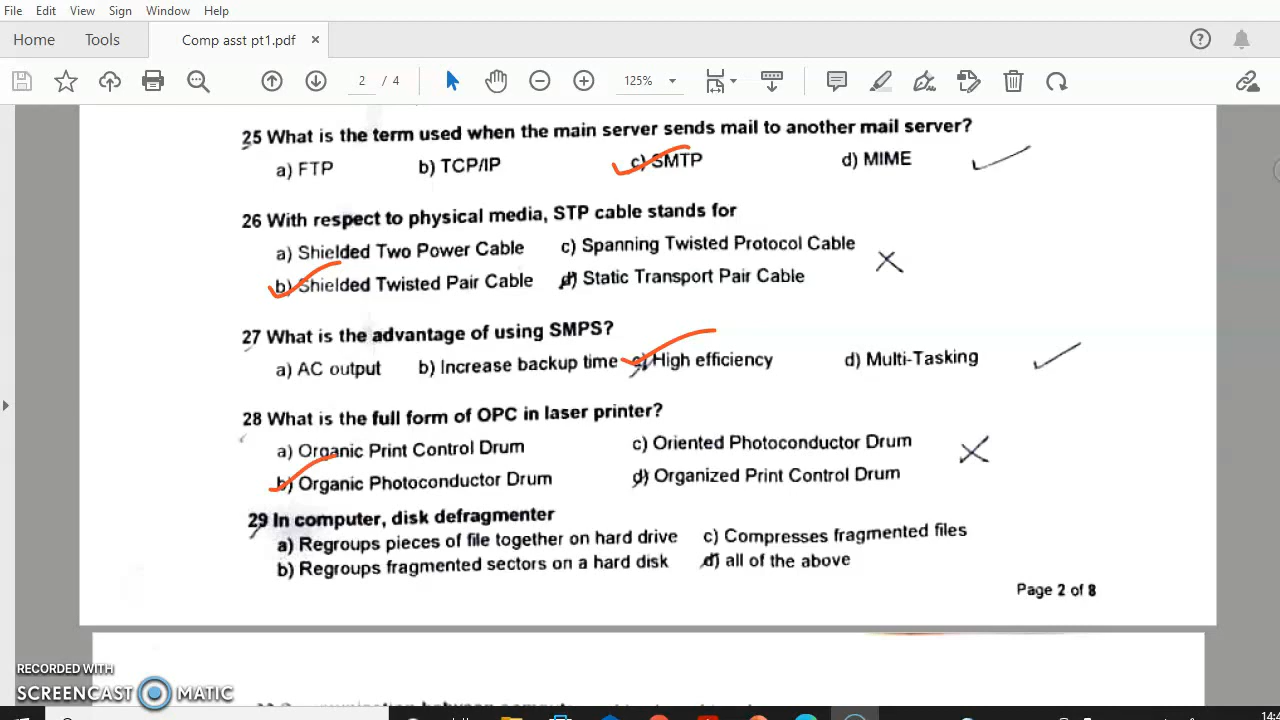 File Edit View Sign Window Help
Home Tools Comp asst pt1.pdf ×
2 / 4 125%
25 What is the term used when the main server sends mail to another mail server?
a) FTP b) TCP/IP c) SMTP d) MIME
26 With respect to physical media, STP cable stands for
a) Shielded Two Power Cable c) Spanning Twisted Protocol Cable
b) Shielded Twisted Pair Cable d) Static Transport Pair Cable
27 What is the advantage of using SMPS?
a) AC output b) Increase backup time c) High efficiency d) Multi-Tasking
28 What is the full form of OPC in laser printer?
a) Organic Print Control Drum c) Oriented Photoconductor Drum
b) Organic Photoconductor Drum d) Organized Print Control Drum
29 In computer, disk defragmenter
a) Regroups pieces of file together on hard drive c) Compresses fragmented files
b) Regroups fragmented sectors on a hard disk d) all of the above
Page 2 of 8
RECORDED WITH
SCREENCAST MATIC